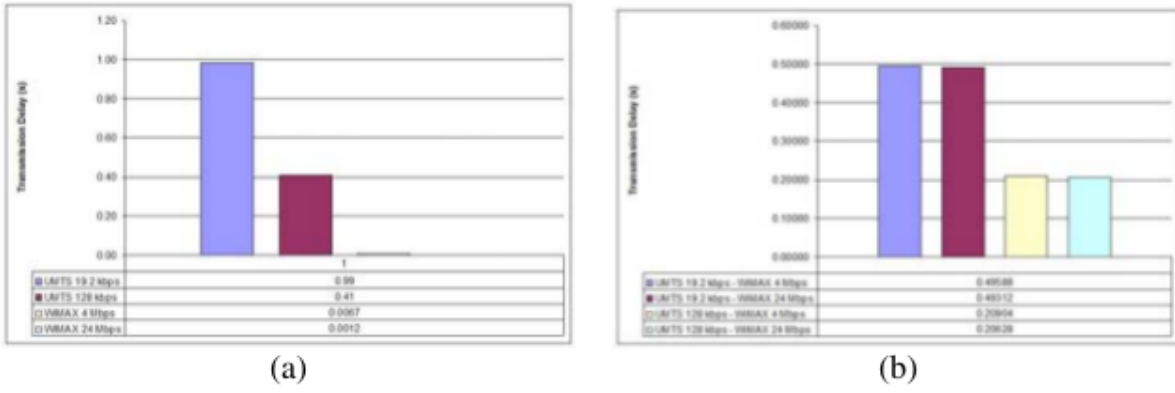 1.20
1.00
0.80
0.60
0.40
0.20
0.00
Transmission Delay (s)
1
UMTS 19.2 kbps 0.99
UMTS 128 kbps 0.41
WiMAX 4 Mbps 0.0067
WiMAX 24 Mbps 0.0012
(a)
0.60000
0.50000
0.40000
0.30000
0.20000
0.10000
0.00000
Transmission Delay (s)
UMTS 19.2 kbps - WiMAX 4 Mbps 0.49588
UMTS 19.2 kbps - WiMAX 24 Mbps 0.49312
UMTS 128 kbps - WiMAX 4 Mbps 0.20904
UMTS 128 kbps - WiMAX 24 Mbps 0.20628
(b)